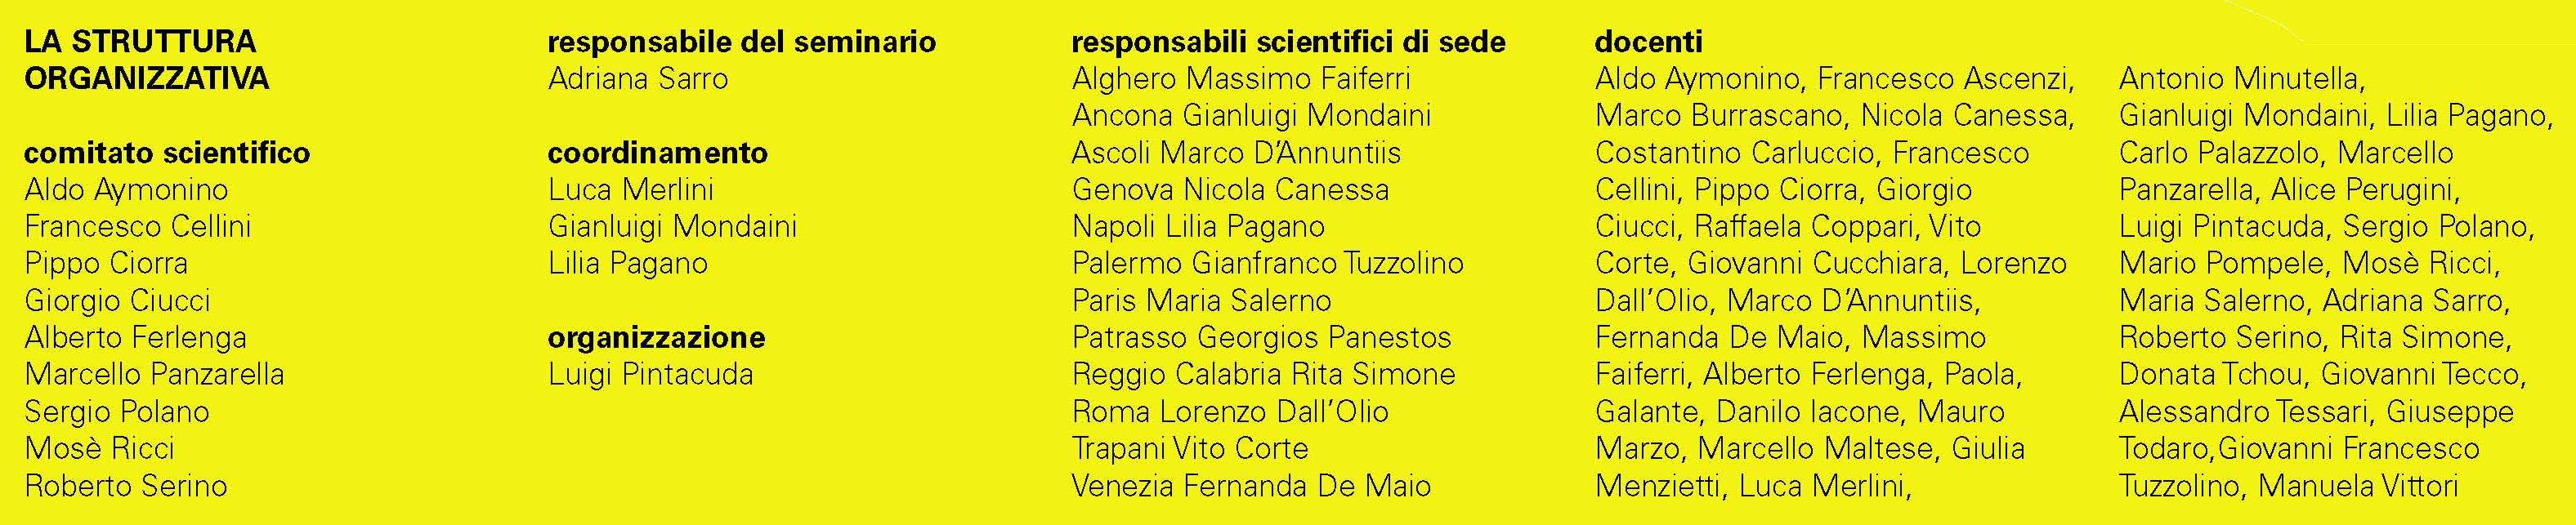 LA STRUTTURA
ORGANIZZATIVA
comitato scientifico
Aldo Aymonino
Francesco Cellini
Pippo Ciorra
Giorgio Ciucci
Alberto Ferlenga
Marcello Panzarella
Sergio Polano
Mosè Ricci
Roberto Serino
responsabile del seminario
Adriana Sarro
coordinamento
Luca Merlini
Gianluigi Mondaini
Lilia Pagano
organizzazione
Luigi Pintacuda
responsabili scientifici di sede
Alghero Massimo Faiferri
Ancona Gianluigi Mondaini
Ascoli Marco D'Annuntiis
Genova Nicola Canessa
Napoli Lilia Pagano
Palermo Gianfranco Tuzzolino
Paris Maria Salerno
Patrasso Georgios Panestos
Reggio Calabria Rita Simone
Roma Lorenzo Dall'Olio
Trapani Vito Corte
Venezia Fernanda De Maio
docenti
Aldo Aymonino, Francesco Ascenzi,
Marco Burrascano, Nicola Canessa,
Costantino Carluccio, Francesco
Cellini, Pippo Ciorra, Giorgio
Ciucci, Raffaela Coppari, Vito
Corte, Giovanni Cucchiara, Lorenzo
Dall'Olio, Marco D'Annuntiis,
Fernanda De Maio, Massimo
Faiferri, Alberto Ferlenga, Paola,
Galante, Danilo Iacone, Mauro
Marzo, Marcello Maltese, Giulia
Menzietti, Luca Merlini,
Antonio Minutella,
Gianluigi Mondaini, Lilia Pagano,
Carlo Palazzolo, Marcello
Panzarella, Alice Perugini,
Luigi Pintacuda, Sergio Polano,
Mario Pompele, Mosè Ricci,
Maria Salerno, Adriana Sarro,
Roberto Serino, Rita Simone,
Donata Tchou, Giovanni Tecco,
Alessandro Tessari, Giuseppe
Todaro,Giovanni Francesco
Tuzzolino, Manuela Vittori